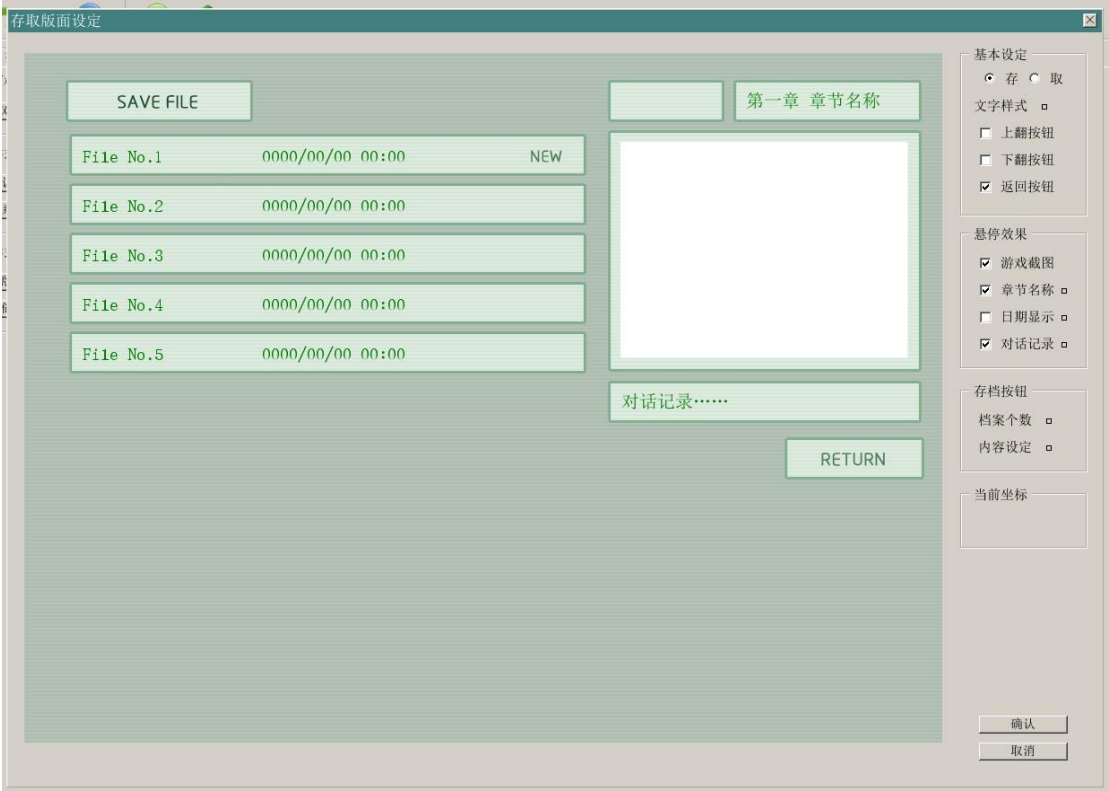 存取版面设定
SAVE FILE
第一章 章节名称
File No.1 0000/00/00 00:00 NEW
File No.2 0000/00/00 00:00
File No.3 0000/00/00 00:00
File No.4 0000/00/00 00:00
File No.5 0000/00/00 00:00
对话记录……
RETURN
基本设定
存 取
文字样式
上翻按钮
下翻按钮
返回按钮
悬停效果
游戏截图
章节名称
日期显示
对话记录
存档按钮
档案个数
内容设定
当前坐标
确认
取消